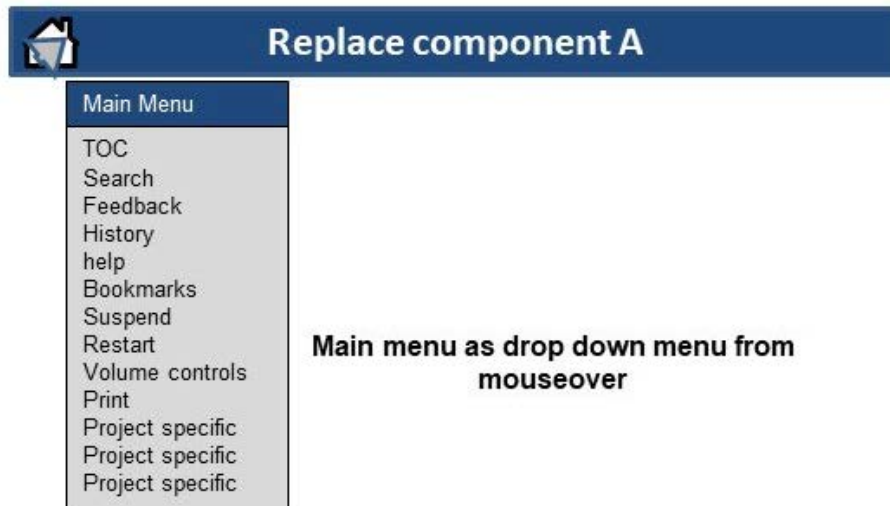 Replace component A
Main Menu
TOC
Search
Feedback
History
help
Bookmarks
Suspend
Restart
Volume controls
Print
Project specific
Project specific
Project specific
Main menu as drop down menu from
mouseover